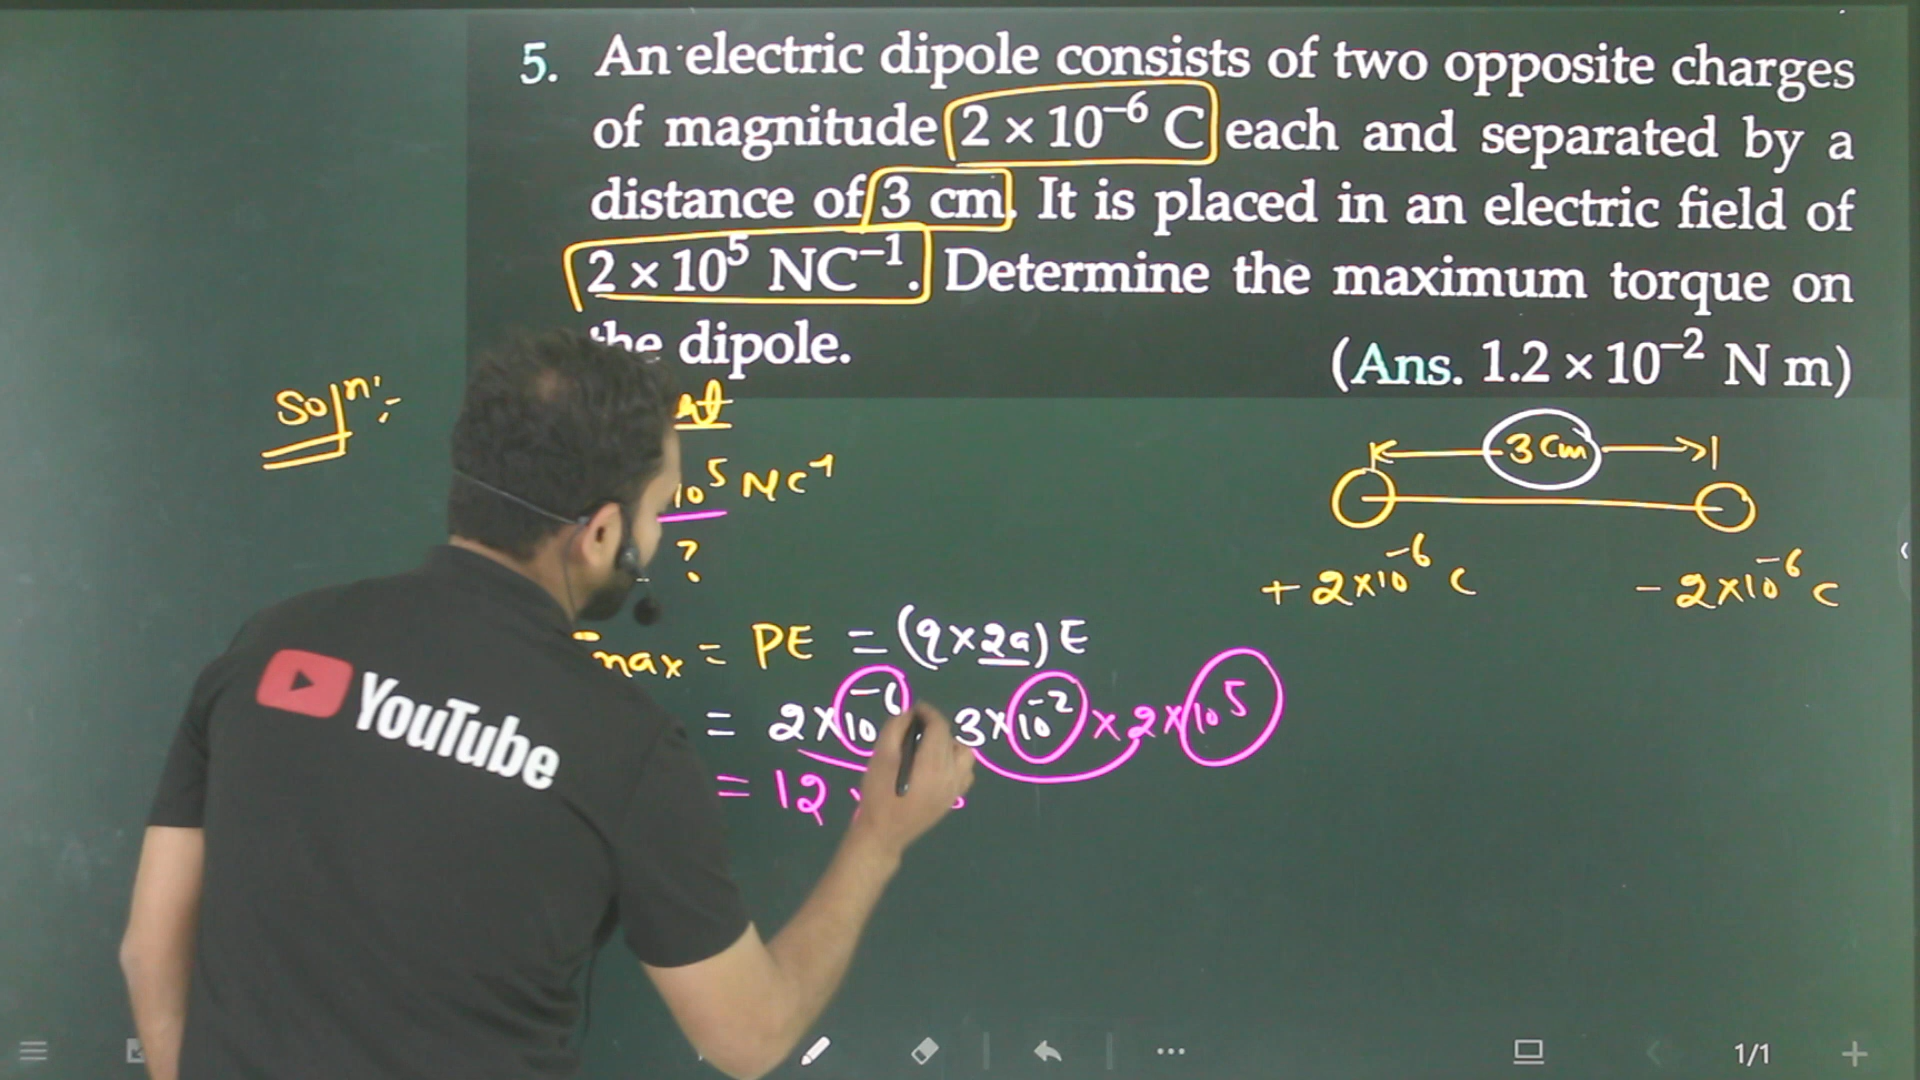 5. An electric dipole consists of two opposite charges
of magnitude 2 × 10⁻⁶ C each and separated by a
distance of 3 cm. It is placed in an electric field of
2 × 10⁵ NC⁻¹. Determine the maximum torque on
the dipole.
(Ans. 1.2 × 10⁻² N m)
Solⁿ:-
3 cm
10⁵ NC⁻¹
?
+ 2×10⁻⁶ C
- 2×10⁻⁶ C
max = PE = (q×2a)E
= 2×10⁻⁶ 3×10⁻² × 2×10⁵
= 12
YouTube
1/1